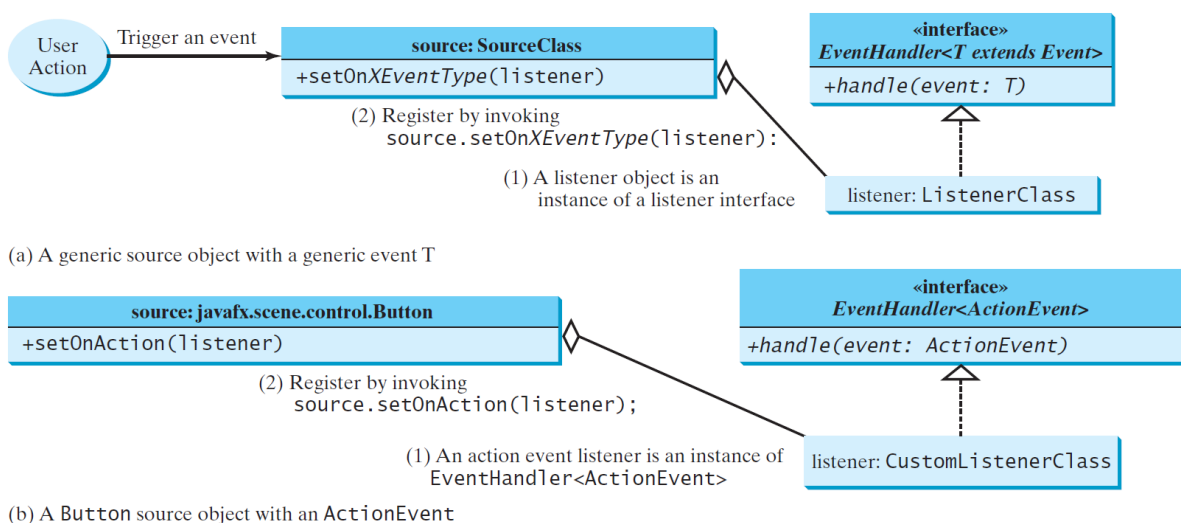 User
Action
Trigger an event
source: SourceClass
+setOnXEventType(listener)
«interface»
EventHandler<T extends Event>
+handle(event: T)
(2) Register by invoking
source.setOnXEventType(listener):
(1) A listener object is an
instance of a listener interface
listener: ListenerClass
(a) A generic source object with a generic event T
source: javafx.scene.control.Button
+setOnAction(listener)
«interface»
EventHandler<ActionEvent>
+handle(event: ActionEvent)
(2) Register by invoking
source.setOnAction(listener);
(1) An action event listener is an instance of
EventHandler<ActionEvent>
listener: CustomListenerClass
(b) A Button source object with an ActionEvent